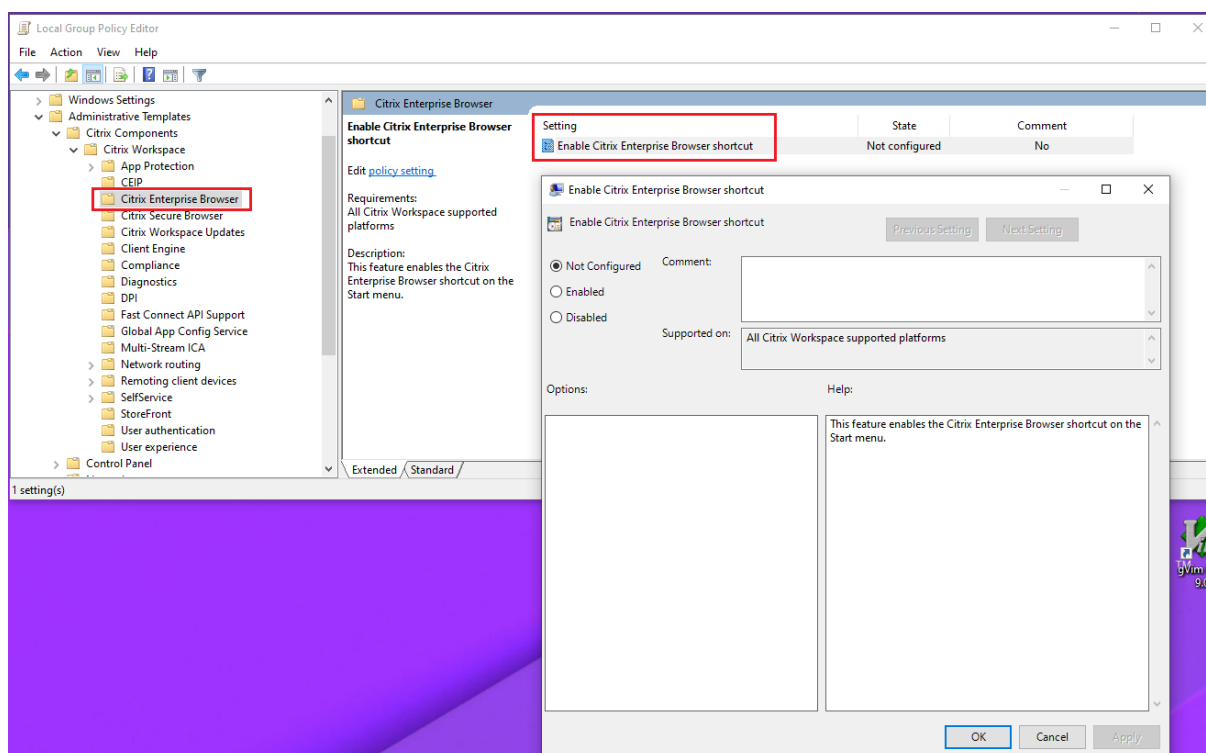 Local Group Policy Editor
File Action View Help
Windows Settings
Administrative Templates
Citrix Components
Citrix Workspace
App Protection
CEIP
Citrix Enterprise Browser
Citrix Secure Browser
Citrix Workspace Updates
Client Engine
Compliance
Diagnostics
DPI
Fast Connect API Support
Global App Config Service
Multi-Stream ICA
Network routing
Remoting client devices
SelfService
StoreFront
User authentication
User experience
Control Panel
1 setting(s)
Citrix Enterprise Browser
Enable Citrix Enterprise Browser
shortcut
Edit policy setting
Requirements:
All Citrix Workspace supported
platforms
Description:
This feature enables the Citrix
Enterprise Browser shortcut on the
Start menu.
Setting State Comment
Enable Citrix Enterprise Browser shortcut Not configured No
Extended Standard
Enable Citrix Enterprise Browser shortcut
Enable Citrix Enterprise Browser shortcut
Previous Setting Next Setting
Not Configured Comment:
Enabled
Disabled
Supported on: All Citrix Workspace supported platforms
Options: Help:
This feature enables the Citrix Enterprise Browser shortcut on the
Start menu.
OK Cancel Apply
gVim